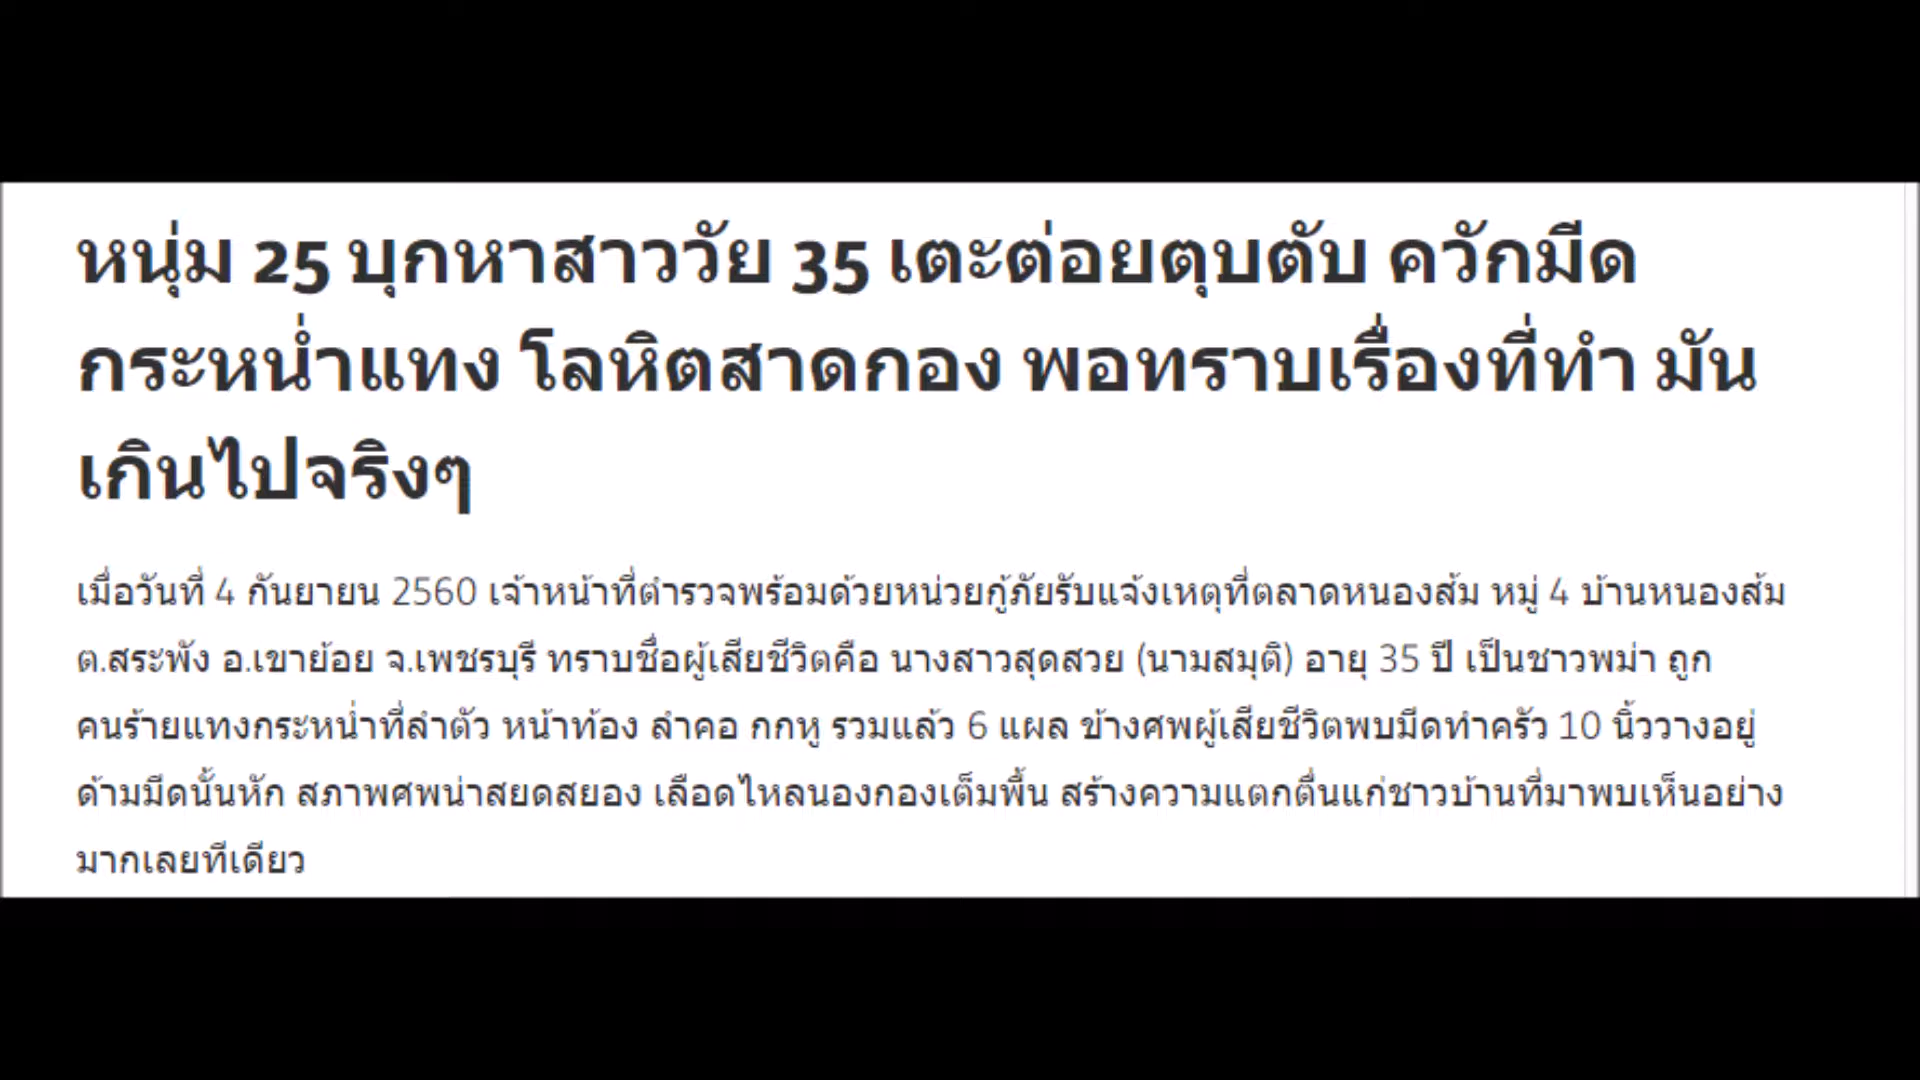 หนุ่ม 25 บุกหาสาววัย 35 เตะต่อยตุบตับ ควักมีด
กระหน่ำแทง โลหิตสาดกอง พอทราบเรื่องที่ทำ มัน
เกินไปจริงๆ
เมื่อวันที่ 4 กันยายน 2560 เจ้าหน้าที่ตำรวจพร้อมด้วยหน่วยกู้ภัยรับแจ้งเหตุที่ตลาดหนองส้ม หมู่ 4 บ้านหนองส้ม
ต.สระพัง อ.เขาย้อย จ.เพชรบุรี ทราบชื่อผู้เสียชีวิตคือ นางสาวสุดสวย (นามสมุติ) อายุ 35 ปี เป็นชาวพม่า ถูก
คนร้ายแทงกระหน่ำที่ลำตัว หน้าท้อง ลำคอ กกหู รวมแล้ว 6 แผล ข้างศพผู้เสียชีวิตพบมีดทำครัว 10 นิ้ววางอยู่
ด้ามมีดนั้นหัก สภาพศพน่าสยดสยอง เลือดไหลนองกองเต็มพื้น สร้างความแตกตื่นแก่ชาวบ้านที่มาพบเห็นอย่าง
มากเลยทีเดียว